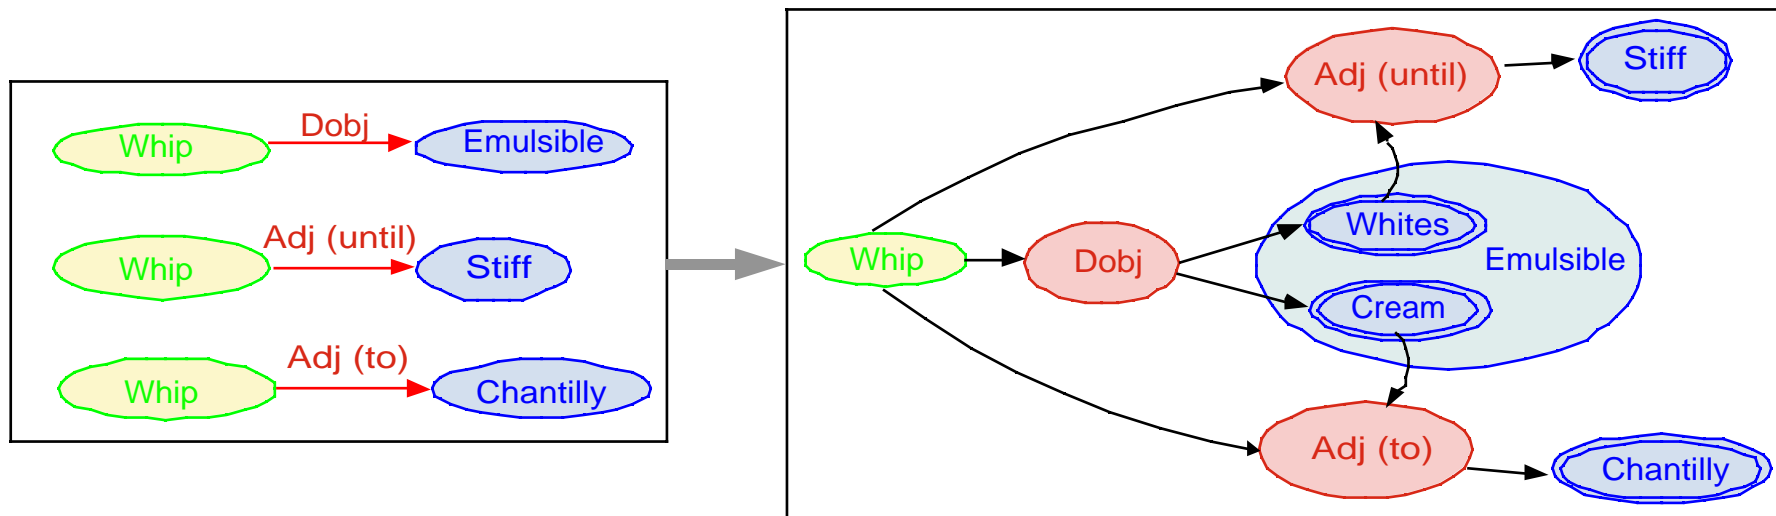 Whip
Dobj
Emulsible
Whip
Adj (until)
Stiff
Whip
Adj (to)
Chantilly
Whip
Dobj
Adj (until)
Stiff
Whites
Emulsible
Cream
Adj (to)
Chantilly